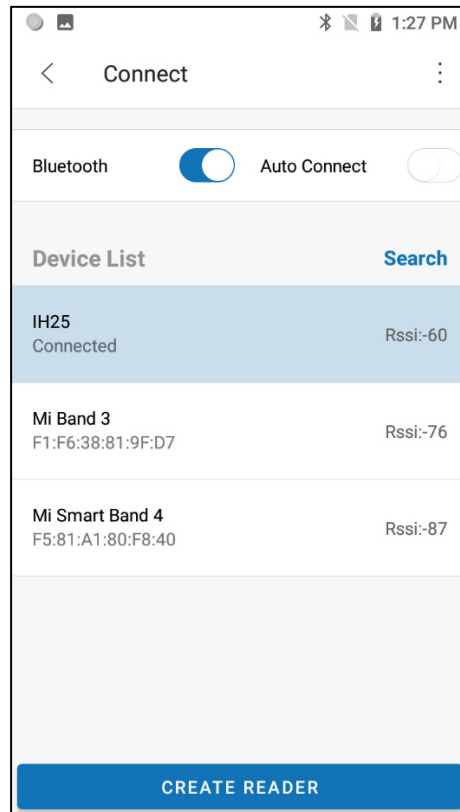 1:27 PM
Connect
Bluetooth Auto Connect
Device List Search
IH25
Connected Rssi:-60
Mi Band 3
F1:F6:38:81:9F:D7 Rssi:-76
Mi Smart Band 4
F5:81:A1:80:F8:40 Rssi:-87
CREATE READER